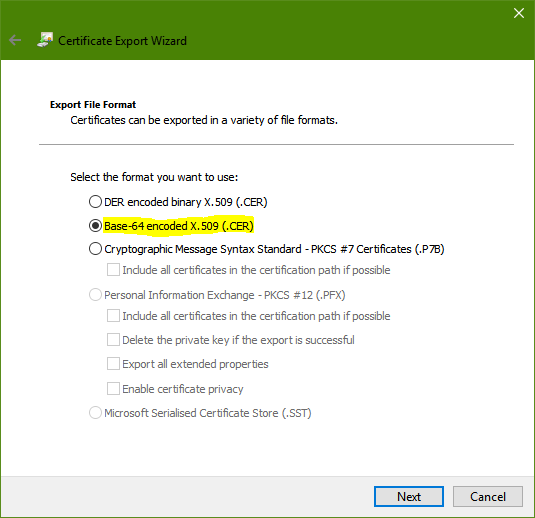 Certificate Export Wizard
Export File Format
Certificates can be exported in a variety of file formats.
Select the format you want to use:
DER encoded binary X.509 (.CER)
Base-64 encoded X.509 (.CER)
Cryptographic Message Syntax Standard - PKCS #7 Certificates (.P7B)
Include all certificates in the certification path if possible
Personal Information Exchange - PKCS #12 (.PFX)
Include all certificates in the certification path if possible
Delete the private key if the export is successful
Export all extended properties
Enable certificate privacy
Microsoft Serialised Certificate Store (.SST)
Next Cancel